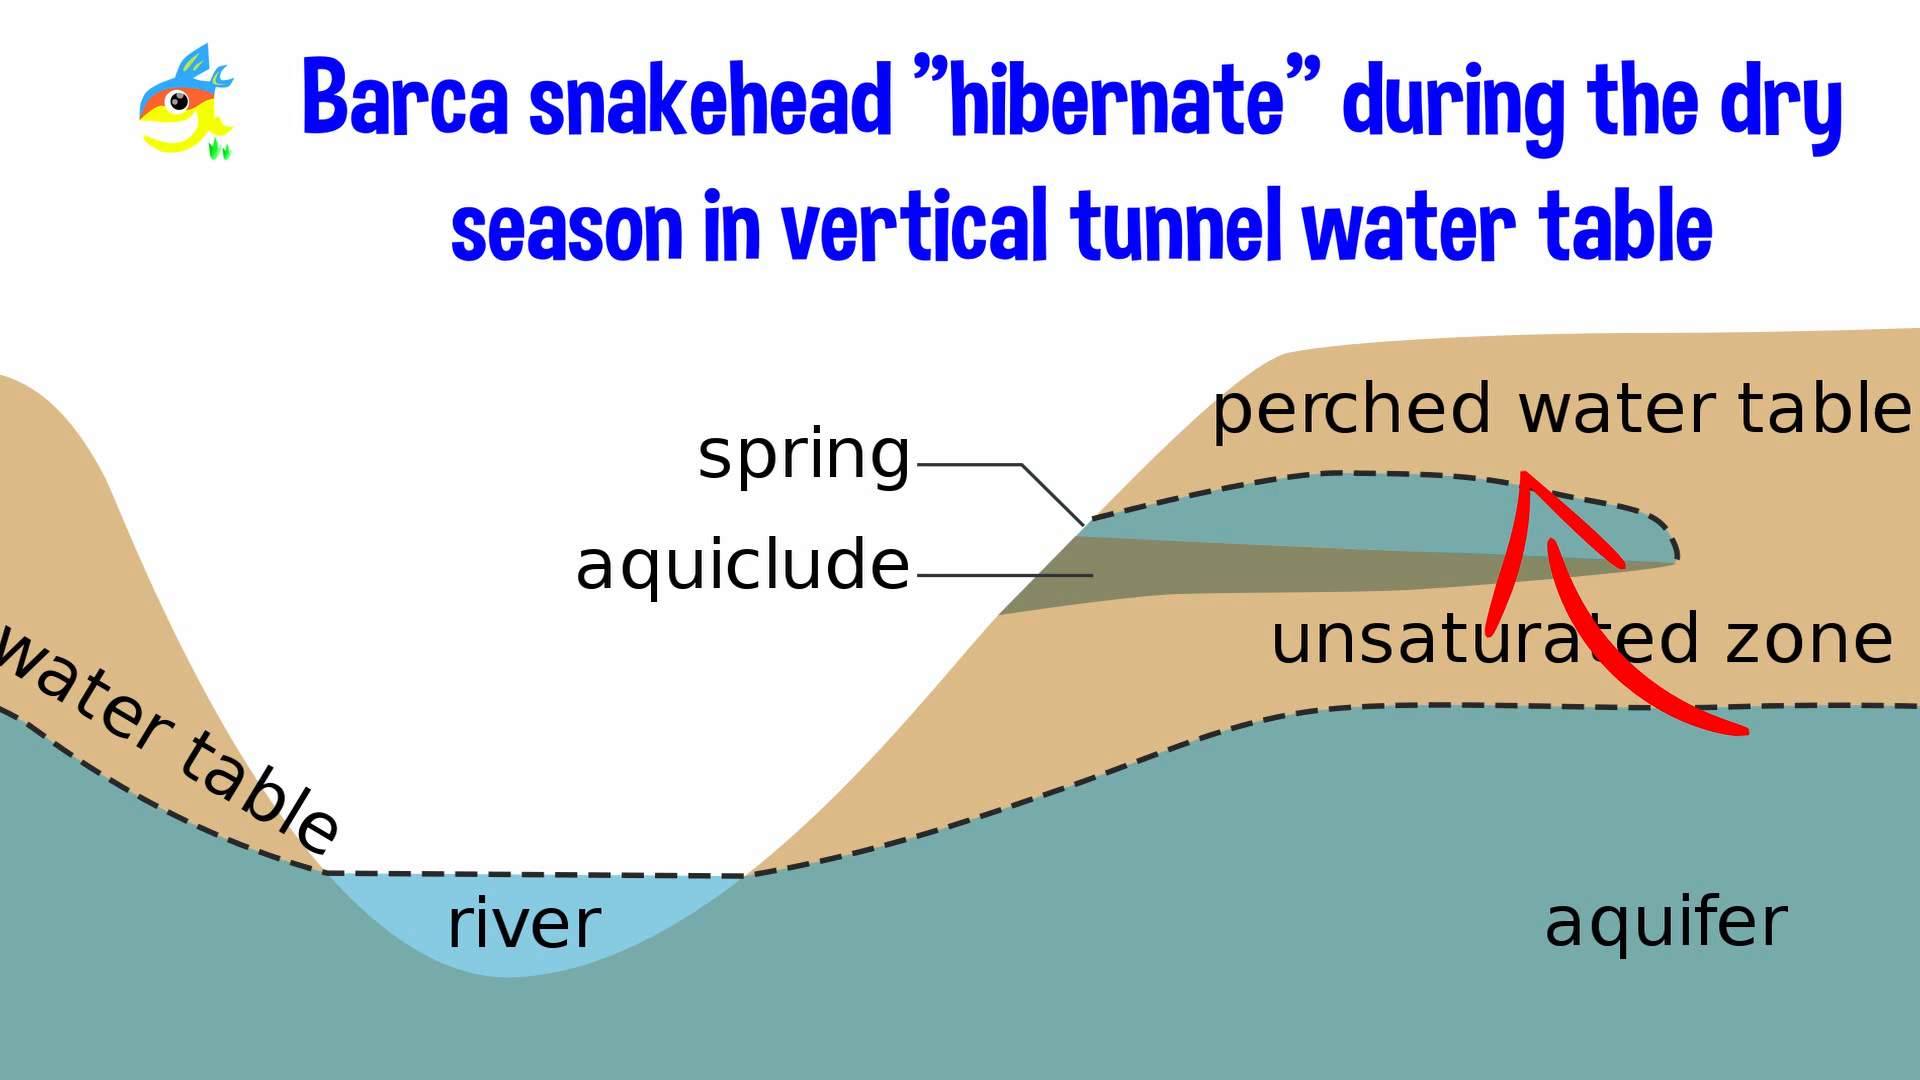 Barca snakehead ”hibernate” during the dry
season in vertical tunnel water table
perched water table
spring
aquiclude
unsaturated zone
water table
river
aquifer